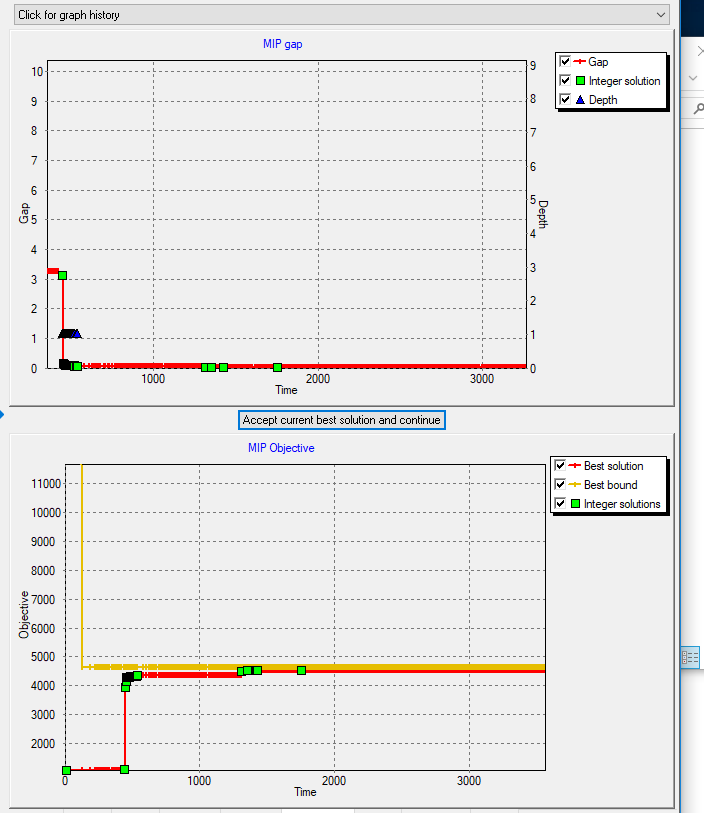 Click for graph history
MIP gap
10
9
8
7
6
5
4
3
2
1
0
Gap
9
8
7
6
5
4
3
2
1
0
Depth
1000 2000 3000
Time
Gap
Integer solution
Depth
Accept current best solution and continue
MIP Objective
11000
10000
9000
8000
7000
6000
5000
4000
3000
2000
Objective
0 1000 2000 3000
Time
Best solution
Best bound
Integer solutions